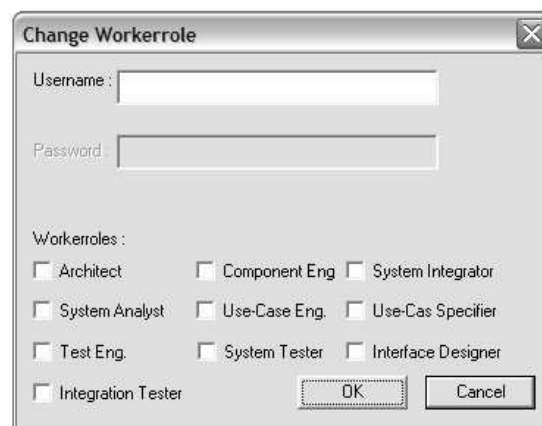 Change Workerrole
Username :
Password :
Workerroles :
Architect Component Eng System Integrator
System Analyst Use-Case Eng. Use-Cas Specifier
Test Eng. System Tester Interface Designer
Integration Tester OK Cancel